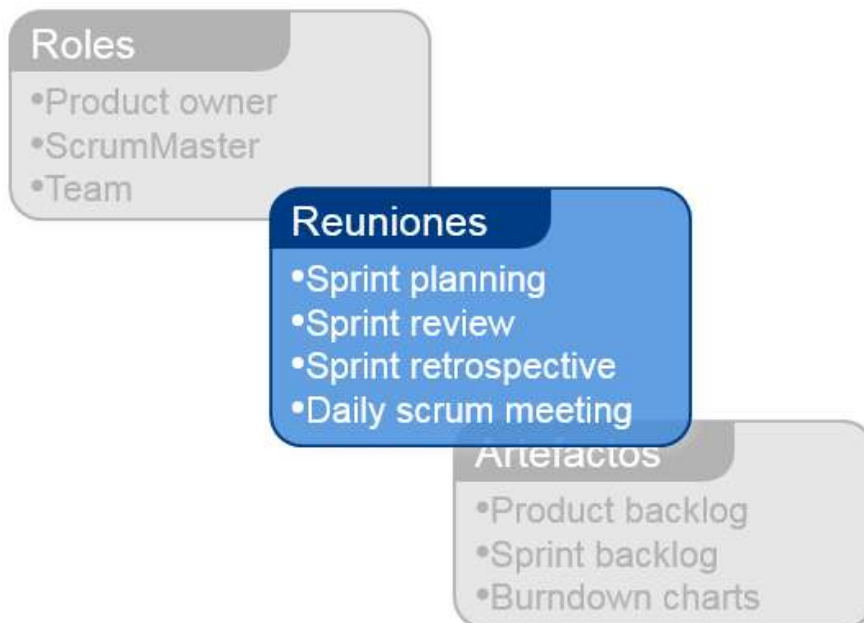 Roles
•Product owner
•ScrumMaster
•Team
Reuniones
•Sprint planning
•Sprint review
•Sprint retrospective
•Daily scrum meeting
Artefactos
•Product backlog
•Sprint backlog
•Burndown charts